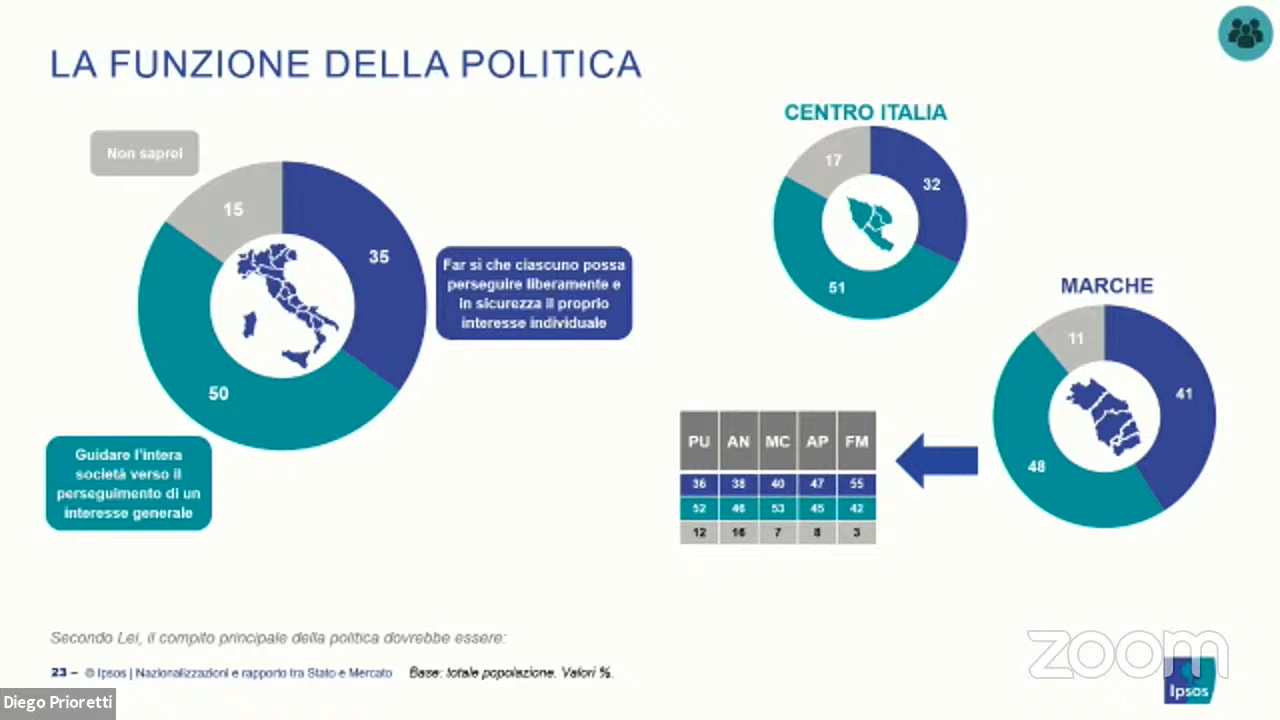 LA FUNZIONE DELLA POLITICA
Non saprei
15
35
50
Far sì che ciascuno possa
perseguire liberamente e
in sicurezza il proprio
interesse individuale
Guidare l'intera
società verso il
perseguimento di un
interesse generale
CENTRO ITALIA
17
32
51
MARCHE
11
41
48
PU AN MC AP FM
36 38 40 47 55
52 46 53 45 42
12 16 7 8 3
Secondo Lei, il compito principale della politica dovrebbe essere:
23 – © Ipsos | Nazionalizzazioni e rapporto tra Stato e Mercato Base: totale popolazione. Valori %.
zoom
Ipsos
Diego Prioretti